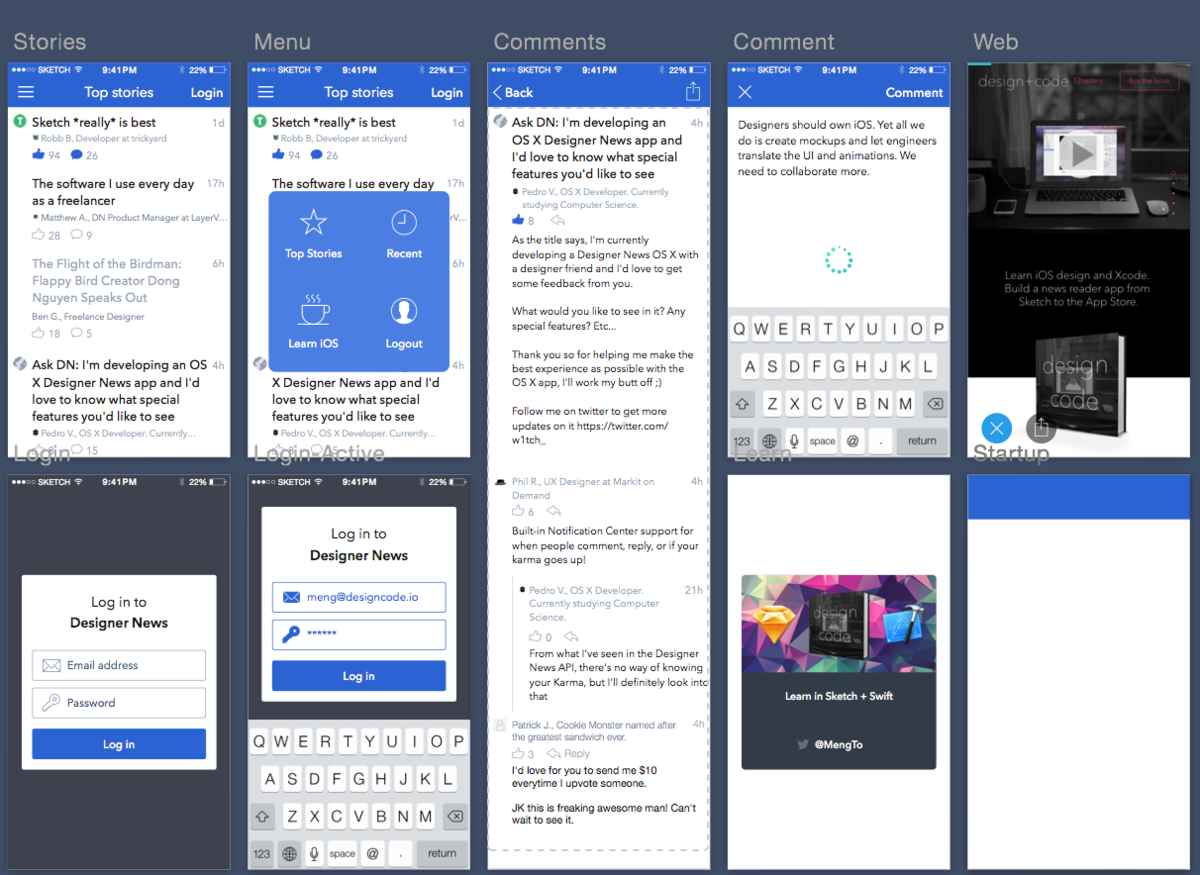 Stories
●●●○○ SKETCH 9:41PM 22%
Top stories
Login
Sketch *really* is best
1d
Robb B, Developer at trickyard
94 26
The software I use every day
17h
as a freelancer
Matthew A., DN Product Manager at LayerV...
28 9
The Flight of the Birdman:
6h
Flappy Bird Creator Dong
Nguyen Speaks Out
Ben G., Freelance Designer
18 5
Ask DN: I'm developing an OS
4h
X Designer News app and I'd
love to know what special
features you'd like to see
Pedro V., OS X Developer. Currently...
8 15
Menu
●●●○○ SKETCH 9:41PM 22%
Top stories
Login
Sketch *really* is best
1d
Robb B, Developer at trickyard
94 26
The software I use every day
17h
rV...
Top Stories
Recent
6h
Learn iOS
Logout
4h
X Designer News app and I'd
love to know what special
features you'd like to see
Pedro V., OS X Developer. Currently...
15
Comments
●●●○○ SKETCH 9:41PM 22%
Back
Ask DN: I'm developing an
4h
OS X Designer News app and
I'd love to know what special
features you'd like to see
Pedro V., OS X Developer. Currently
studying Computer Science.
8
As the title says, I'm currently
developing a Designer News OS X with
a designer friend and I'd love to get
some feedback from you.
What would you like to see in it? Any
special features? Etc...
Thank you so for helping me make the
best experience as possible with the
OS X app, I'll work my butt off ;)
Follow me on twitter to get more
updates on it https://twitter.com/
w1tch_
Phil R., UX Designer at Markit on
4h
Demand
6
Built-in Notification Center support for
when people comment, reply, or if your
karma goes up!
Pedro V., OS X Developer.
21h
Currently studying Computer
Science.
0
From what I've seen in the Designer
News API, there's no way of knowing
your Karma, but I'll definitely look into
that
Patrick J., Cookie Monster named after
4h
the greatest sandwich ever.
3 Reply
I'd love for you to send me $10
everytime I upvote someone.
JK this is freaking awesome man! Can't
wait to see it.
Comment
●●●○○ SKETCH 9:41PM 22%
Comment
Designers should own iOS. Yet all we
do is create mockups and let engineers
translate the UI and animations. We
need to collaborate more.
Q W E R T Y U I O P
A S D F G H J K L
Z X C V B N M
123 space @ . return
Web
design+code
Chapters
Buy the book
Learn iOS design and Xcode.
Build a news reader app from
Sketch to the App Store.
design
code
Login
●●●○○ SKETCH 9:41PM 22%
Log in to
Designer News
Email address
Password
Log in
Login Active
●●●○○ SKETCH 9:41PM 22%
Log in to
Designer News
meng@designcode.io
******
Log in
Q W E R T Y U I O P
A S D F G H J K L
Z X C V B N M
123 space @ . return
Learn
design
code
Learn in Sketch + Swift
@MengTo
Startup